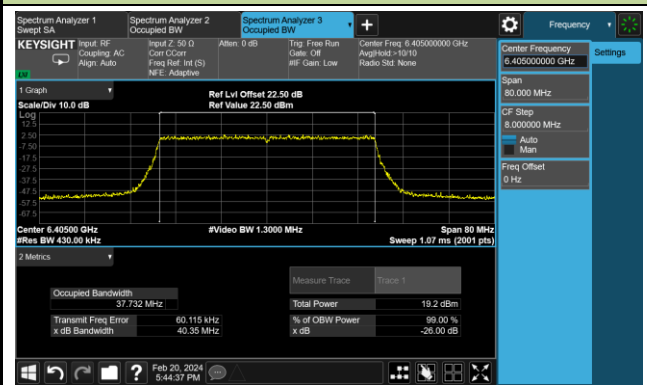 Spectrum Analyzer 1
Swept SA
Spectrum Analyzer 2
Occupied BW
Spectrum Analyzer 3
Occupied BW
+
Frequency
KEYSIGHT
Input: RF
Coupling: AC
Align: Auto
Input Z: 50 Ω
Corr CCorr
Freq Ref: Int (S)
NFE: Adaptive
Atten: 0 dB
Trig: Free Run
Gate: Off
#IF Gain: Low
Center Freq: 6.405000000 GHz
Avg|Hold:>10/10
Radio Std: None
LXI
Center Frequency
6.405000000 GHz
Settings
Span
80.000 MHz
CF Step
8.000000 MHz
Auto
Man
Freq Offset
0 Hz
1 Graph
Scale/Div 10.0 dB
Ref Lvl Offset 22.50 dB
Ref Value 22.50 dBm
Log
12.5
2.50
-7.50
-17.5
-27.5
-37.5
-47.5
-57.5
-67.5
Center 6.40500 GHz
#Video BW 1.3000 MHz
Span 80 MHz
#Res BW 430.00 kHz
Sweep 1.07 ms (2001 pts)
2 Metrics
Measure Trace
Trace 1
Occupied Bandwidth
37.732 MHz
Total Power
19.2 dBm
Transmit Freq Error
60.115 kHz
% of OBW Power
99.00 %
x dB Bandwidth
40.35 MHz
x dB
-26.00 dB
?
Feb 20, 2024
5:44:37 PM